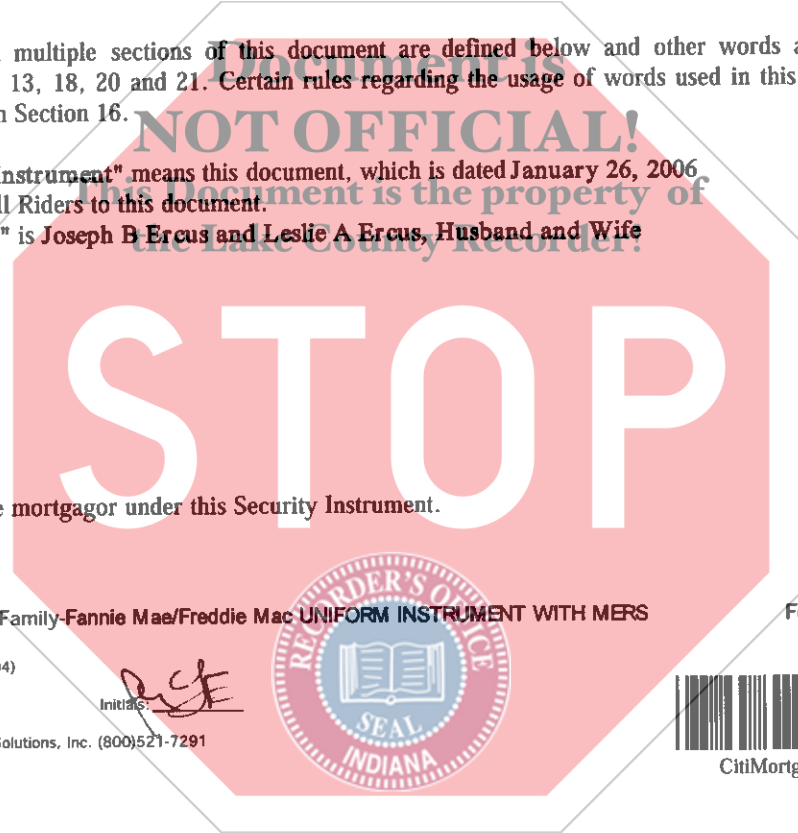 multiple sections of this document are defined below and other words a
13, 18, 20 and 21. Certain rules regarding the usage of words used in this
n Section 16.
Document is
NOT OFFICIAL!
This Document is the property of
the Lake County Recorder!
Instrument" means this document, which is dated January 26, 2006
ll Riders to this document.
" is Joseph B Ercus and Leslie A Ercus, Husband and Wife
STOP
e mortgagor under this Security Instrument.
Family-Fannie Mae/Freddie Mac UNIFORM INSTRUMENT WITH MERS
F
4)
Initials:
olutions, Inc. (800)521-7291
RECORDER'S OFFICE
SEAL
INDIANA
CitiMortg